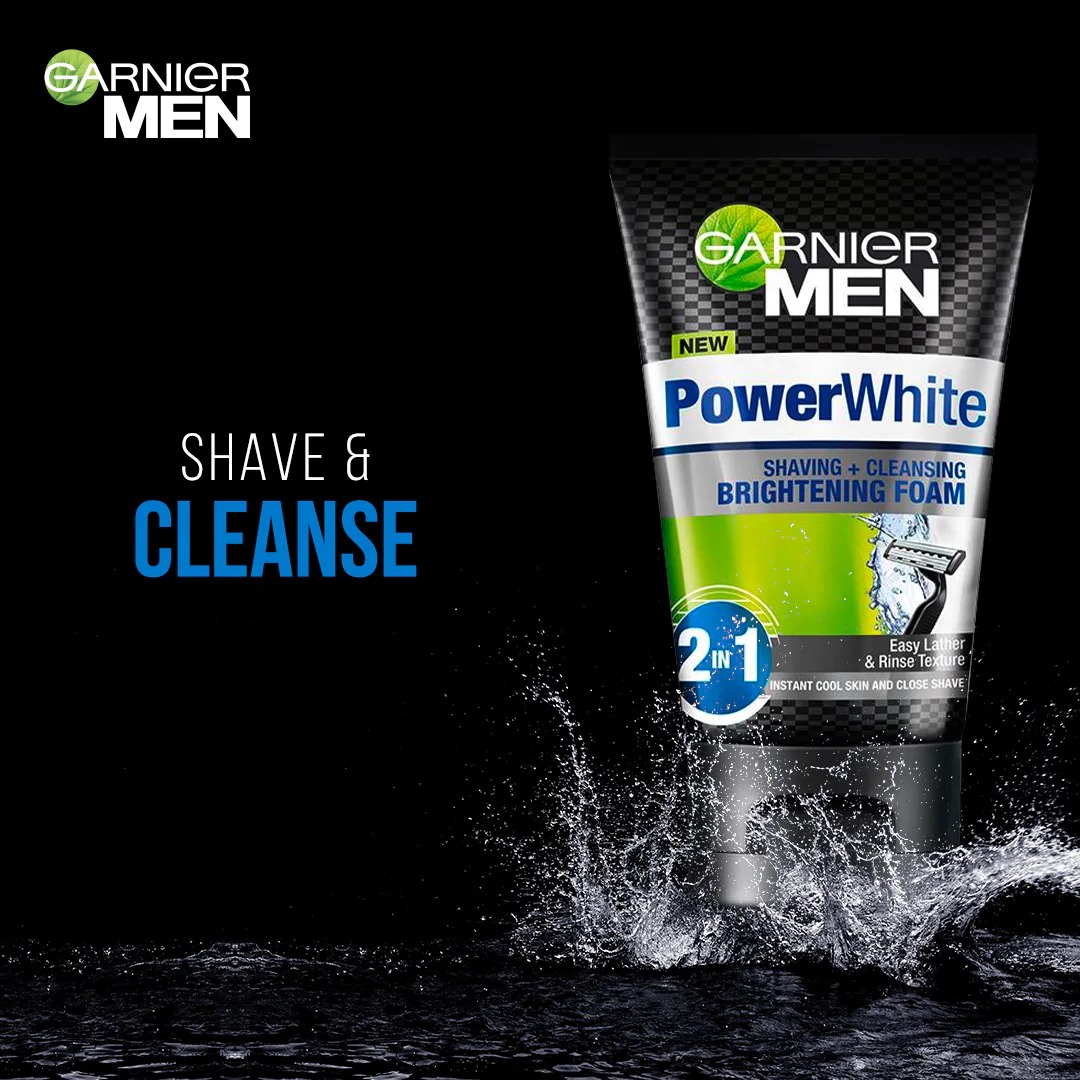 GARNIER
MEN
SHAVE &
CLEANSE
GARNIER
MEN
NEW
PowerWhite
SHAVING + CLEANSING
BRIGHTENING FOAM
2 IN 1
Easy Lather
& Rinse Texture
INSTANT COOL SKIN AND CLOSE SHAVE